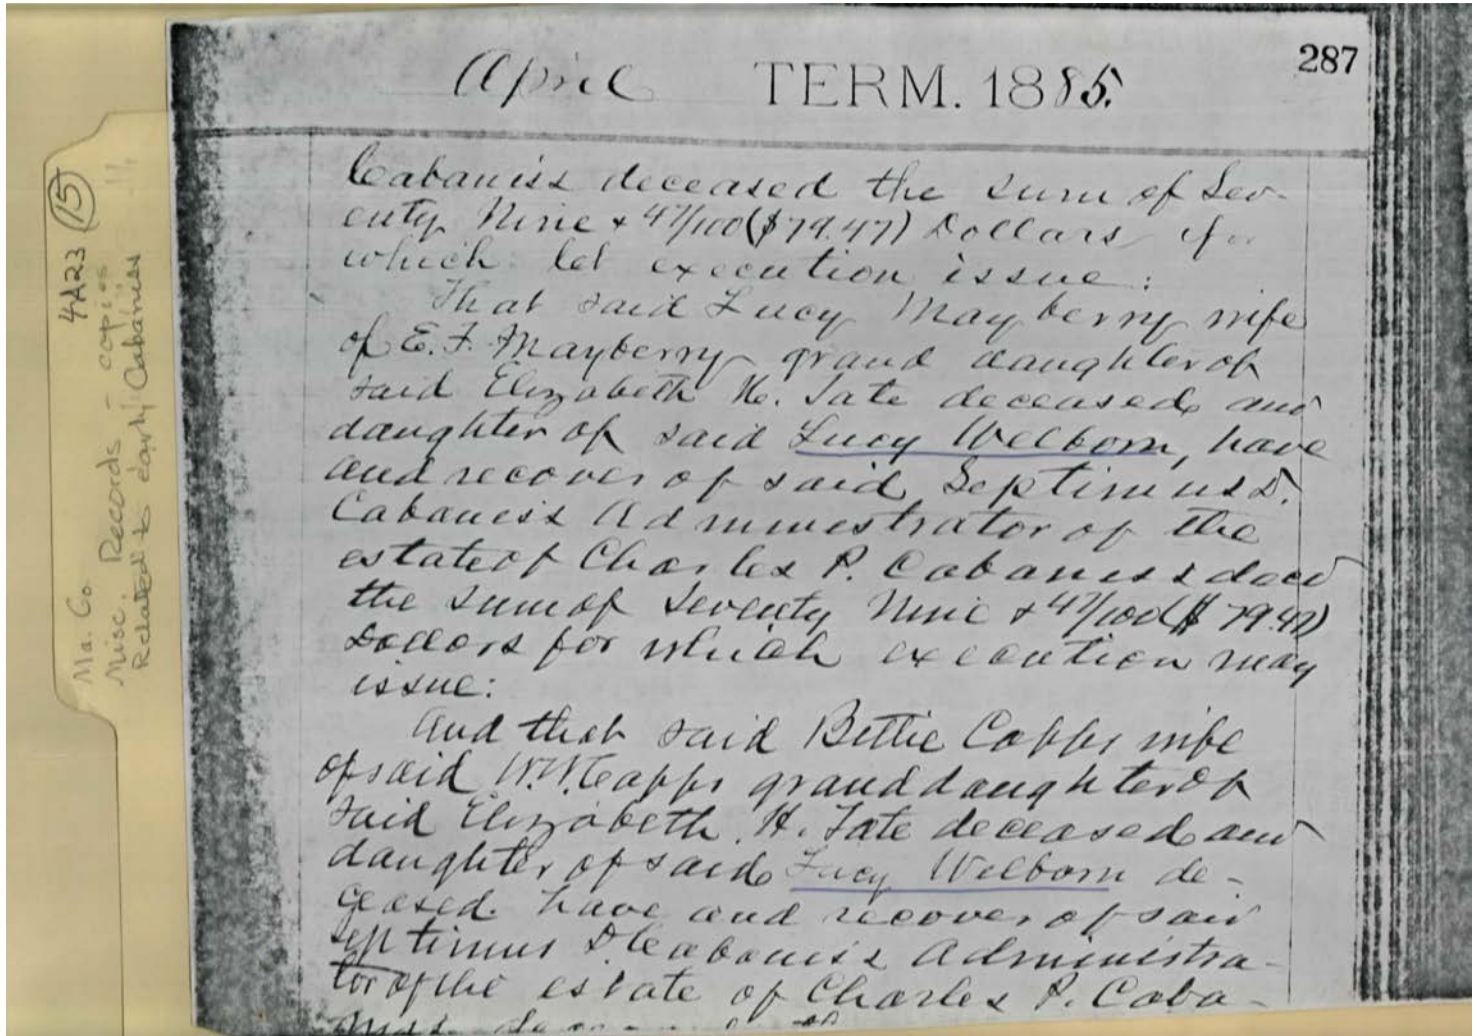 April TERM. 1885.
287
Cabaniss deceased the sum of Sev-
enty Nine & 47/100 ($79.47) Dollars for
which let execution issue:
That said Lucy Mayberry wife
of E. F. Mayberry grand daughter of
said Elizabeth H. Tate deceased and
daughter of said Lucy Welborn, have
and recover of said Septimus D.
Cabaniss Administrator of the
estate of Charles P. Cabaniss decd
the sum of Seventy Nine & 47/100 ($79.47)
Dollars for which execution may
issue:
And that said Bettie Capps wife
of said W.W. Capps granddaughter of
said Elizabeth H. Tate deceased and
daughter of said Lucy Welborn de-
ceased have and recover of said
Septimus D. Cabaniss Administra-
tor of the estate of Charles P. Caba-
4A23 (15)
Ma. Co.
Misc. Records - copies
Related to early Cabaniss